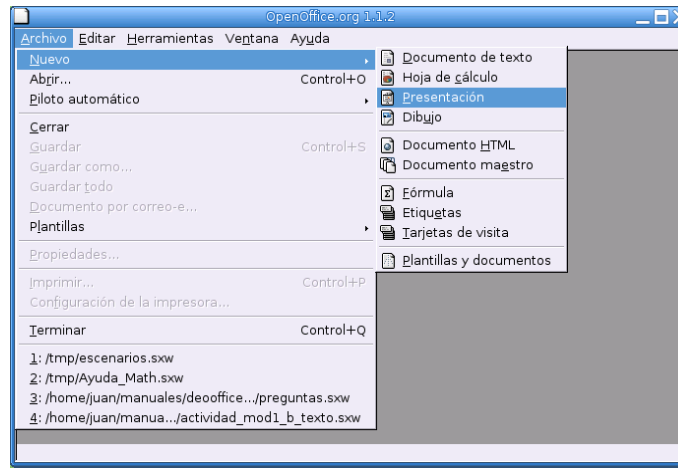 OpenOffice.org 1.1.2
Archivo Editar Herramientas Ventana Ayuda
Nuevo
Abrir... Control+O
Piloto automático
Cerrar
Guardar Control+S
Guardar como...
Guardar todo
Documento por correo-e...
Plantillas
Propiedades...
Imprimir... Control+P
Configuración de la impresora...
Terminar Control+Q
1: /tmp/escenarios.sxw
2: /tmp/Ayuda_Math.sxw
3: /home/juan/manuales/deooffice.../preguntas.sxw
4: /home/juan/manua.../actividad_mod1_b_texto.sxw
Documento de texto
Hoja de cálculo
Presentación
Dibujo
Documento HTML
Documento maestro
Fórmula
Etiquetas
Tarjetas de visita
Plantillas y documentos